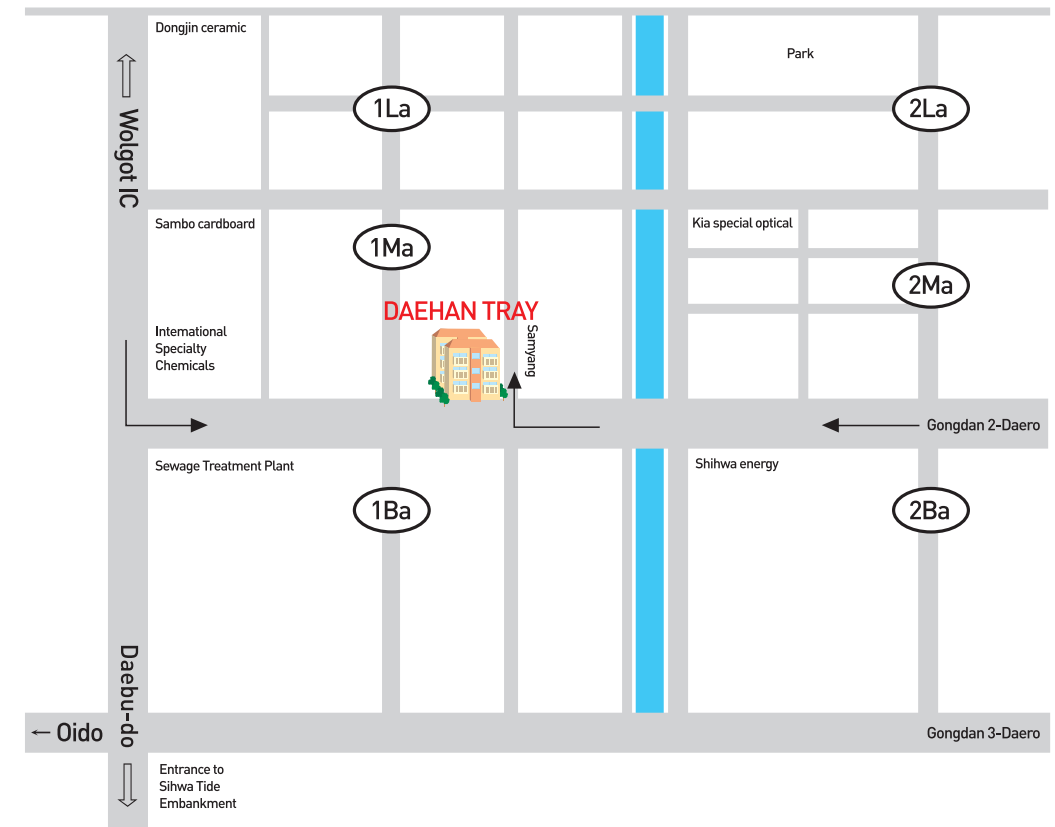 Dongjin ceramic
Park
1La
2La
Wolgot IC
Sambo cardboard
Kia special optical
1Ma
2Ma
DAEHAN TRAY
International
Specialty
Chemicals
Samyang
Gongdan 2-Daero
Sewage Treatment Plant
Shihwa energy
1Ba
2Ba
Daebu-do
← Oido
Gongdan 3-Daero
Entrance to
Sihwa Tide
Embankment